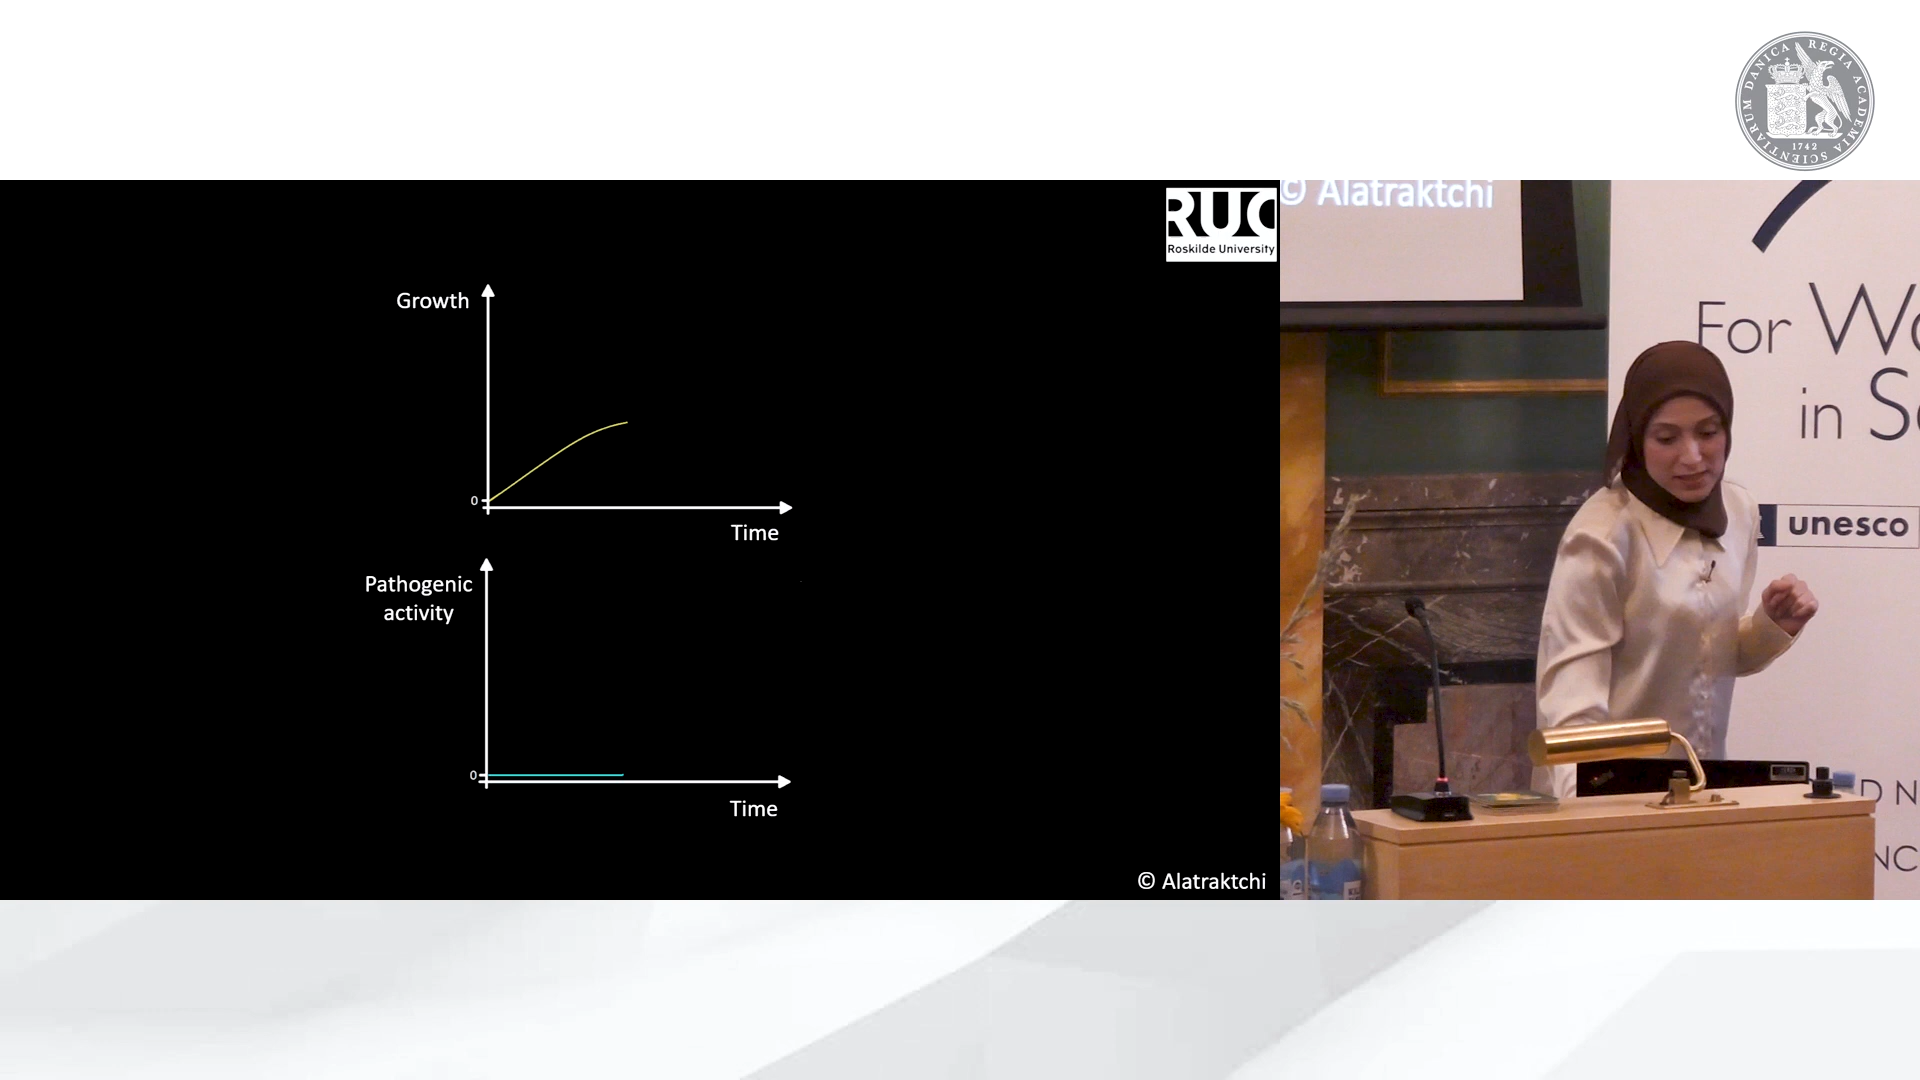 REGIA ACADEMIA SCIENTIARUM DANICA
1742
RUC
Roskilde University
Growth
0
Time
Pathogenic
activity
0
Time
© Alatraktchi
© Alatraktchi
For Wo
in S
unesco
D N
NC